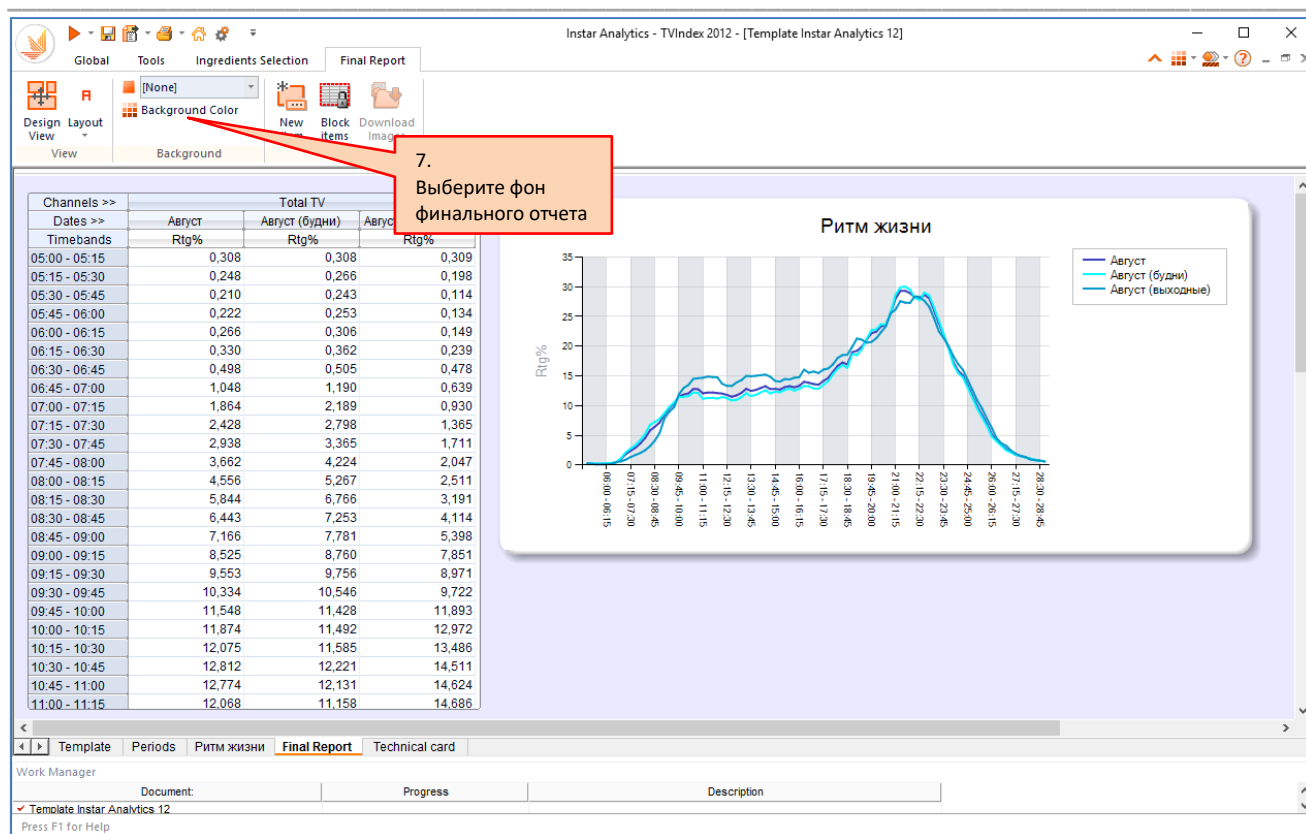 Instar Analytics - TVIndex 2012 - [Template Instar Analytics 12]
Global Tools Ingredients Selection Final Report
[None]
Background Color
Design View
Layout
New
Block items
Download
View Background
7.
Выберите фон
финального отчета
Channels >> Total TV
Dates >> Август Август (будни)
Timebands Rtg% Rtg% Rtg%
05:00 - 05:15 0,308 0,308 0,309
05:15 - 05:30 0,248 0,266 0,198
05:30 - 05:45 0,210 0,243 0,114
05:45 - 06:00 0,222 0,253 0,134
06:00 - 06:15 0,266 0,306 0,149
06:15 - 06:30 0,330 0,362 0,239
06:30 - 06:45 0,498 0,505 0,478
06:45 - 07:00 1,048 1,190 0,639
07:00 - 07:15 1,864 2,189 0,930
07:15 - 07:30 2,428 2,798 1,365
07:30 - 07:45 2,938 3,365 1,711
07:45 - 08:00 3,662 4,224 2,047
08:00 - 08:15 4,556 5,267 2,511
08:15 - 08:30 5,844 6,766 3,191
08:30 - 08:45 6,443 7,253 4,114
08:45 - 09:00 7,166 7,781 5,398
09:00 - 09:15 8,525 8,760 7,851
09:15 - 09:30 9,553 9,756 8,971
09:30 - 09:45 10,334 10,546 9,722
09:45 - 10:00 11,548 11,428 11,893
10:00 - 10:15 11,874 11,492 12,972
10:15 - 10:30 12,075 11,585 13,486
10:30 - 10:45 12,812 12,221 14,511
10:45 - 11:00 12,774 12,131 14,624
11:00 - 11:15 12,068 11,158 14,686
Ритм жизни
35
30
25
20
15
10
5
0
Rtg%
06:00 - 06:15
07:15 - 07:30
08:30 - 08:45
09:45 - 10:00
11:00 - 11:15
12:15 - 12:30
13:30 - 13:45
14:45 - 15:00
16:00 - 16:15
17:15 - 17:30
18:30 - 18:45
19:45 - 20:00
21:00 - 21:15
22:15 - 22:30
23:30 - 23:45
24:45 - 25:00
26:00 - 26:15
27:15 - 27:30
28:30 - 28:45
Август
Август (будни)
Август (выходные)
Template Periods Ритм жизни Final Report Technical card
Work Manager
Document: Progress Description
Template Instar Analytics 12
Press F1 for Help